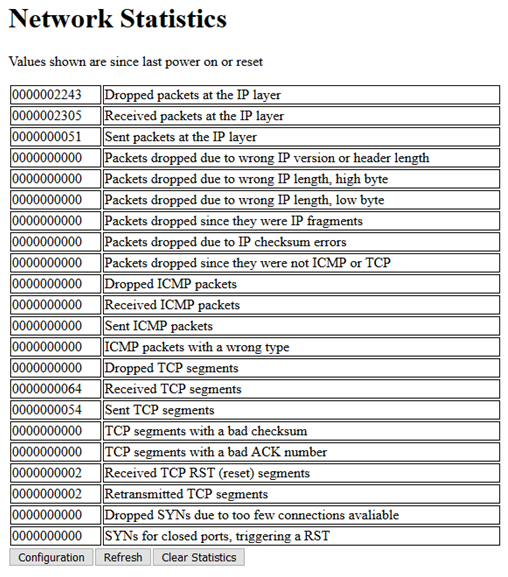 Network Statistics
Values shown are since last power on or reset
0000002243 Dropped packets at the IP layer
0000002305 Received packets at the IP layer
0000000051 Sent packets at the IP layer
0000000000 Packets dropped due to wrong IP version or header length
0000000000 Packets dropped due to wrong IP length, high byte
0000000000 Packets dropped due to wrong IP length, low byte
0000000000 Packets dropped since they were IP fragments
0000000000 Packets dropped due to IP checksum errors
0000000000 Packets dropped since they were not ICMP or TCP
0000000000 Dropped ICMP packets
0000000000 Received ICMP packets
0000000000 Sent ICMP packets
0000000000 ICMP packets with a wrong type
0000000000 Dropped TCP segments
0000000064 Received TCP segments
0000000054 Sent TCP segments
0000000000 TCP segments with a bad checksum
0000000000 TCP segments with a bad ACK number
0000000002 Received TCP RST (reset) segments
0000000002 Retransmitted TCP segments
0000000000 Dropped SYNs due to too few connections avaliable
0000000000 SYNs for closed ports, triggering a RST
Configuration Refresh Clear Statistics